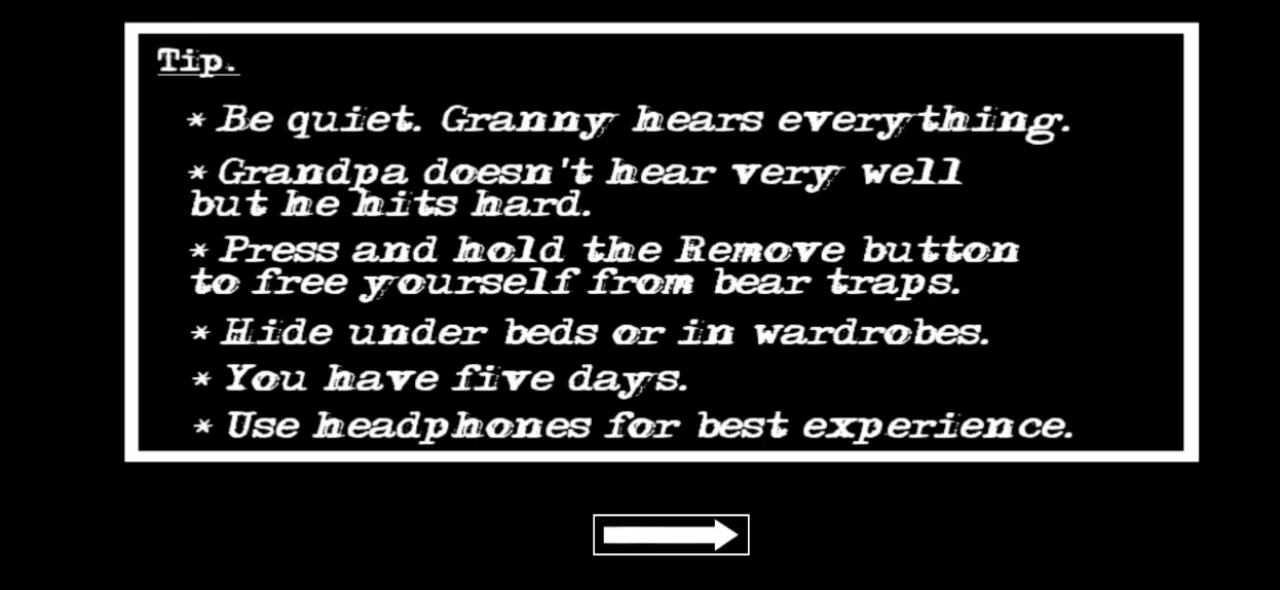 Tip.
* Be quiet. Granny hears everything.
* Grandpa doesn't hear very well
but he hits hard.
* Press and hold the Remove button
to free yourself from bear traps.
* Hide under beds or in wardrobes.
* You have five days.
* Use headphones for best experience.